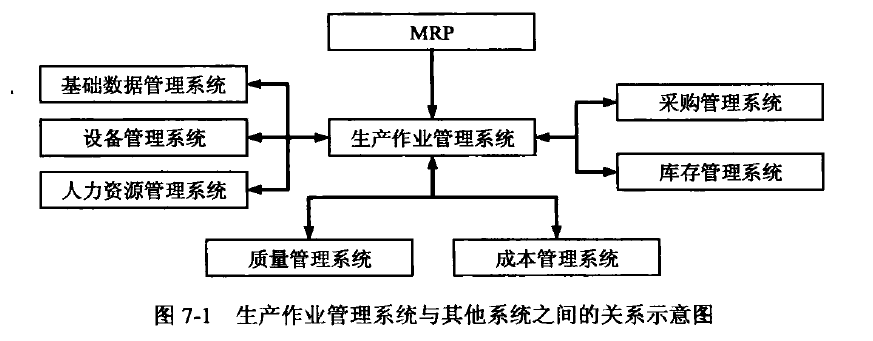 MRP
基础数据管理系统
设备管理系统
人力资源管理系统
生产作业管理系统
采购管理系统
库存管理系统
质量管理系统
成本管理系统
图 7-1 生产作业管理系统与其他系统之间的关系示意图